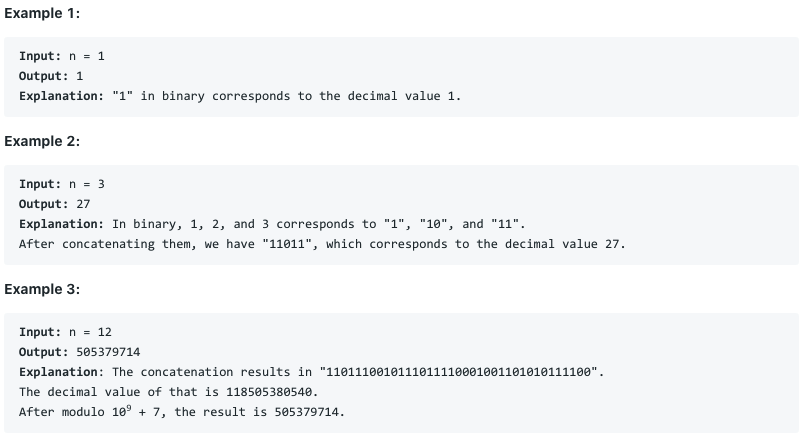 Example 1:
Input: n = 1
Output: 1
Explanation: "1" in binary corresponds to the decimal value 1.
Example 2:
Input: n = 3
Output: 27
Explanation: In binary, 1, 2, and 3 corresponds to "1", "10", and "11".
After concatenating them, we have "11011", which corresponds to the decimal value 27.
Example 3:
Input: n = 12
Output: 505379714
Explanation: The concatenation results in "1101110010111011110001001101010111100".
The decimal value of that is 118505380540.
After modulo 10⁹ + 7, the result is 505379714.